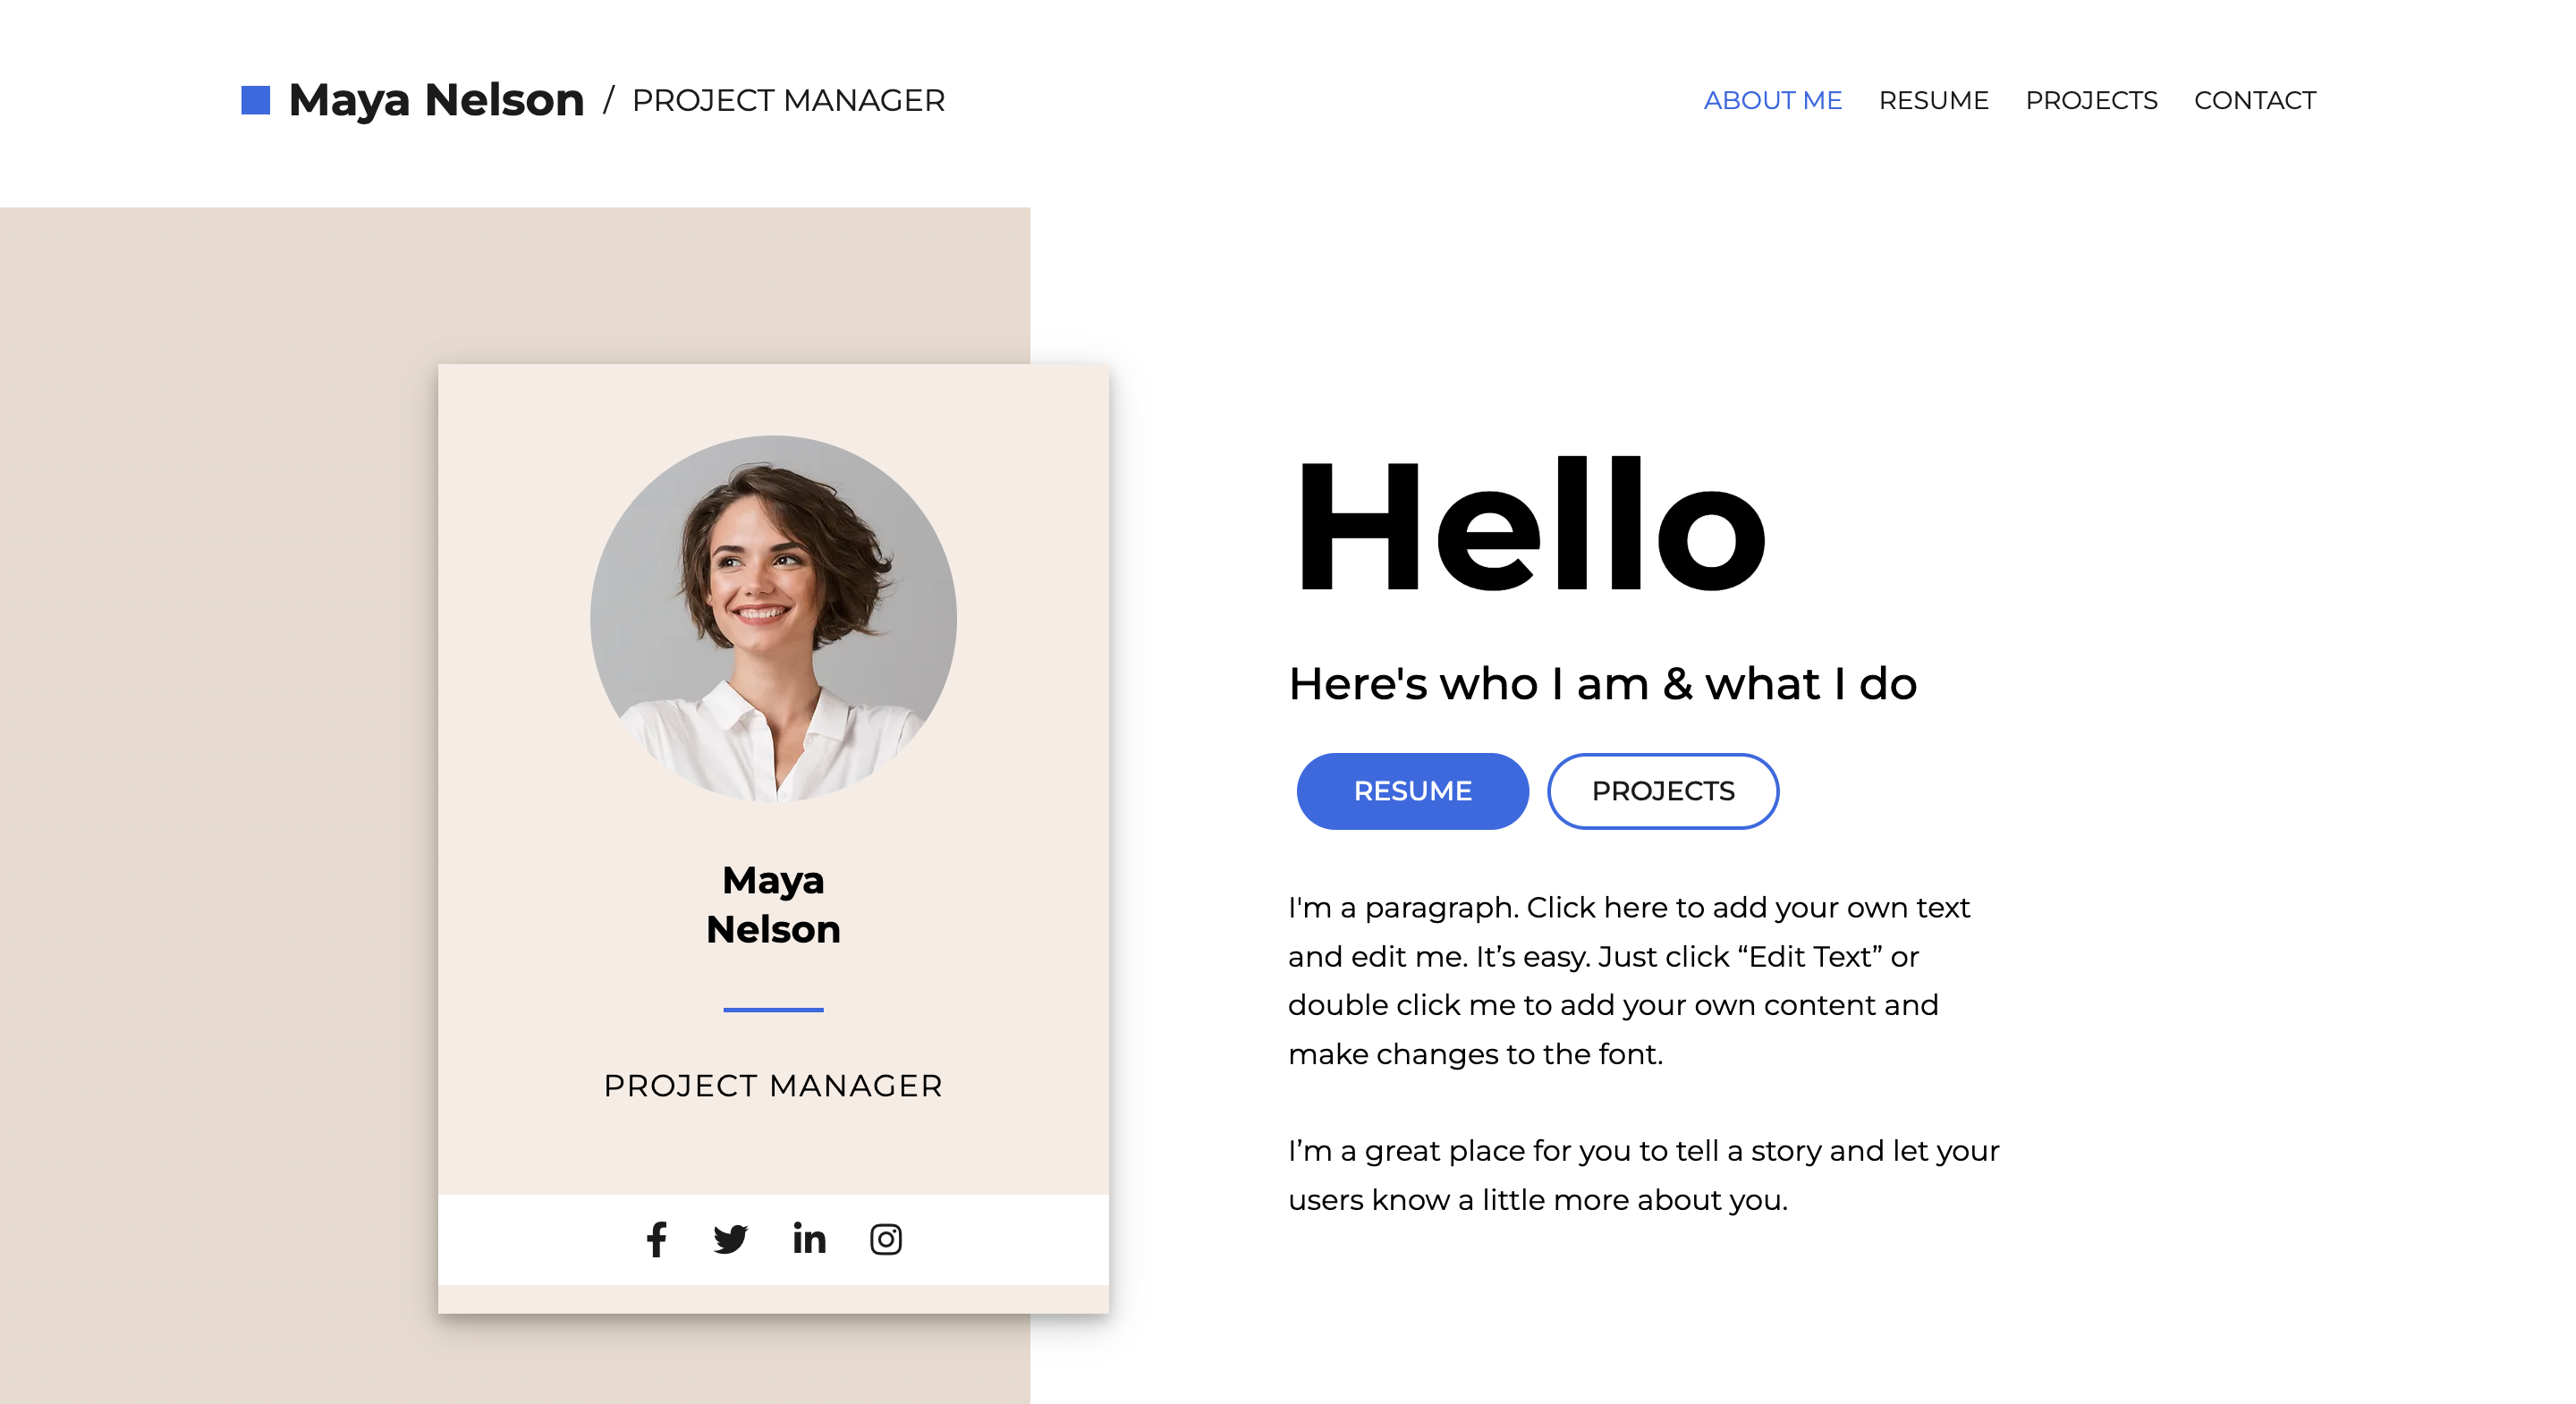 Maya Nelson / PROJECT MANAGER
ABOUT ME RESUME PROJECTS CONTACT
Maya
Nelson
PROJECT MANAGER
Hello
Here's who I am & what I do
RESUME PROJECTS
I'm a paragraph. Click here to add your own text
and edit me. It’s easy. Just click “Edit Text” or
double click me to add your own content and
make changes to the font.
I’m a great place for you to tell a story and let your
users know a little more about you.